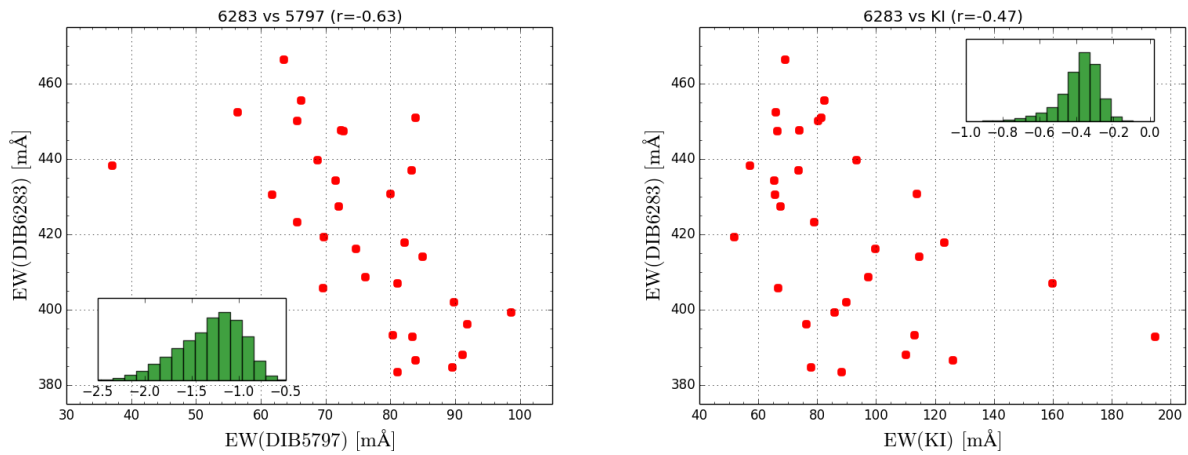 6283 vs 5797 (r=-0.63)
EW(DIB6283) [mÅ]
460
440
420
400
380
−2.5 −2.0 −1.5 −1.0 −0.5
30 40 50 60 70 80 90 100
EW(DIB5797) [mÅ]
6283 vs KI (r=-0.47)
EW(DIB6283) [mÅ]
460
440
420
400
380
−1.0 −0.8 −0.6 −0.4 −0.2 0.0
40 60 80 100 120 140 160 180 200
EW(KI) [mÅ]